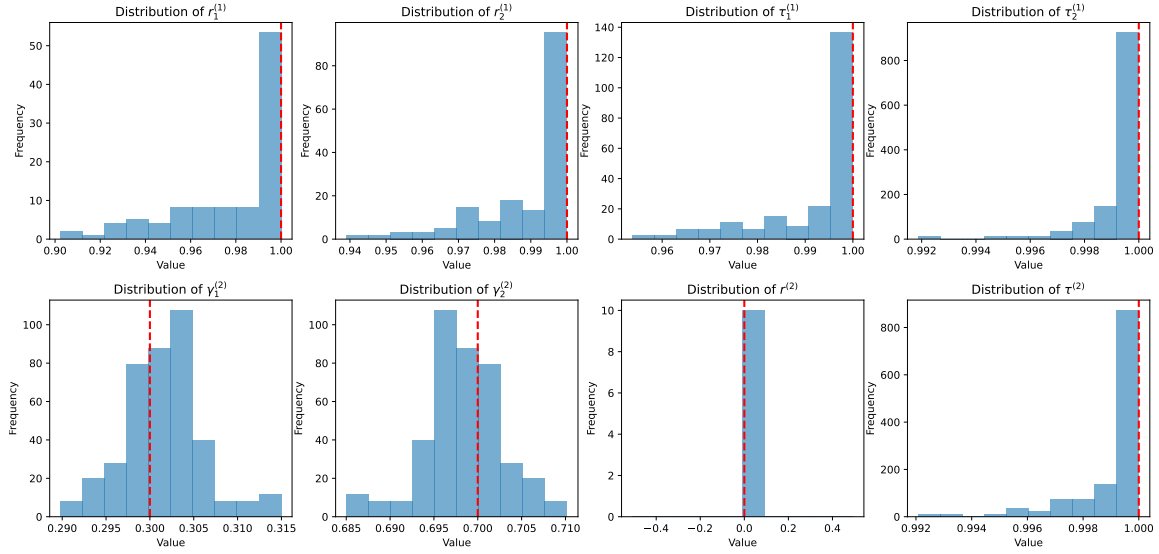 Distribution of r₁⁽¹⁾
Frequency
50
40
30
20
10
0
0.90 0.92 0.94 0.96 0.98 1.00
Value
Distribution of r₂⁽¹⁾
Frequency
80
60
40
20
0
0.94 0.95 0.96 0.97 0.98 0.99 1.00
Value
Distribution of τ₁⁽¹⁾
Frequency
140
120
100
80
60
40
20
0
0.96 0.97 0.98 0.99 1.00
Value
Distribution of τ₂⁽¹⁾
Frequency
800
600
400
200
0
0.992 0.994 0.996 0.998 1.000
Value
Distribution of γ₁⁽²⁾
Frequency
100
80
60
40
20
0
0.290 0.295 0.300 0.305 0.310 0.315
Value
Distribution of γ₂⁽²⁾
Frequency
100
80
60
40
20
0
0.685 0.690 0.695 0.700 0.705 0.710
Value
Distribution of r⁽²⁾
Frequency
10
8
6
4
2
0
−0.4 −0.2 0.0 0.2 0.4
Value
Distribution of τ⁽²⁾
Frequency
800
600
400
200
0
0.992 0.994 0.996 0.998 1.000
Value